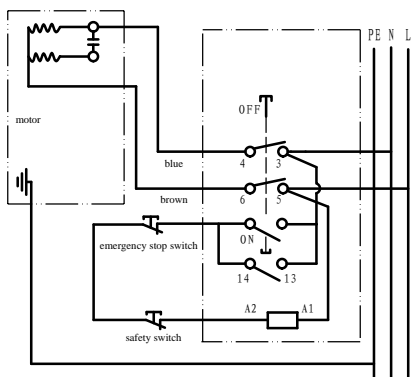 PE N L
OFF
motor
4 3
blue
6 5
brown
ON
emergency stop switch
14 13
A2 A1
safety switch